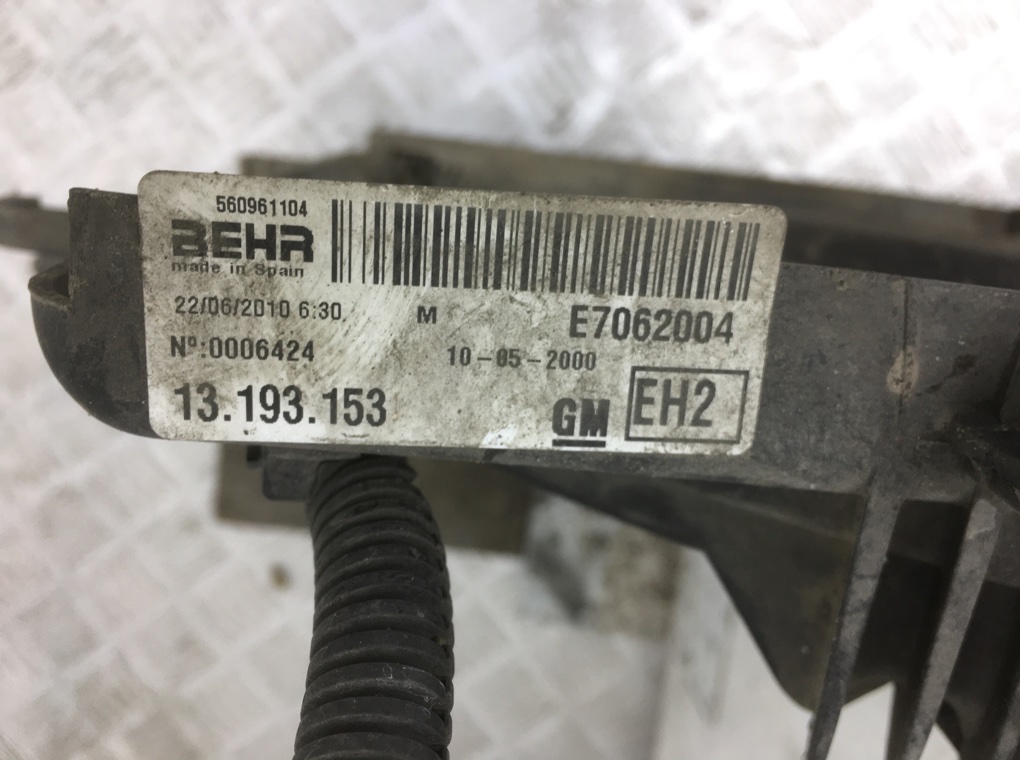 560961104
BEHR
made in Spain
22/06/2010 6:30 M E7062004
Nº:0006424 10-05-2000
13.193.153 GM EH2